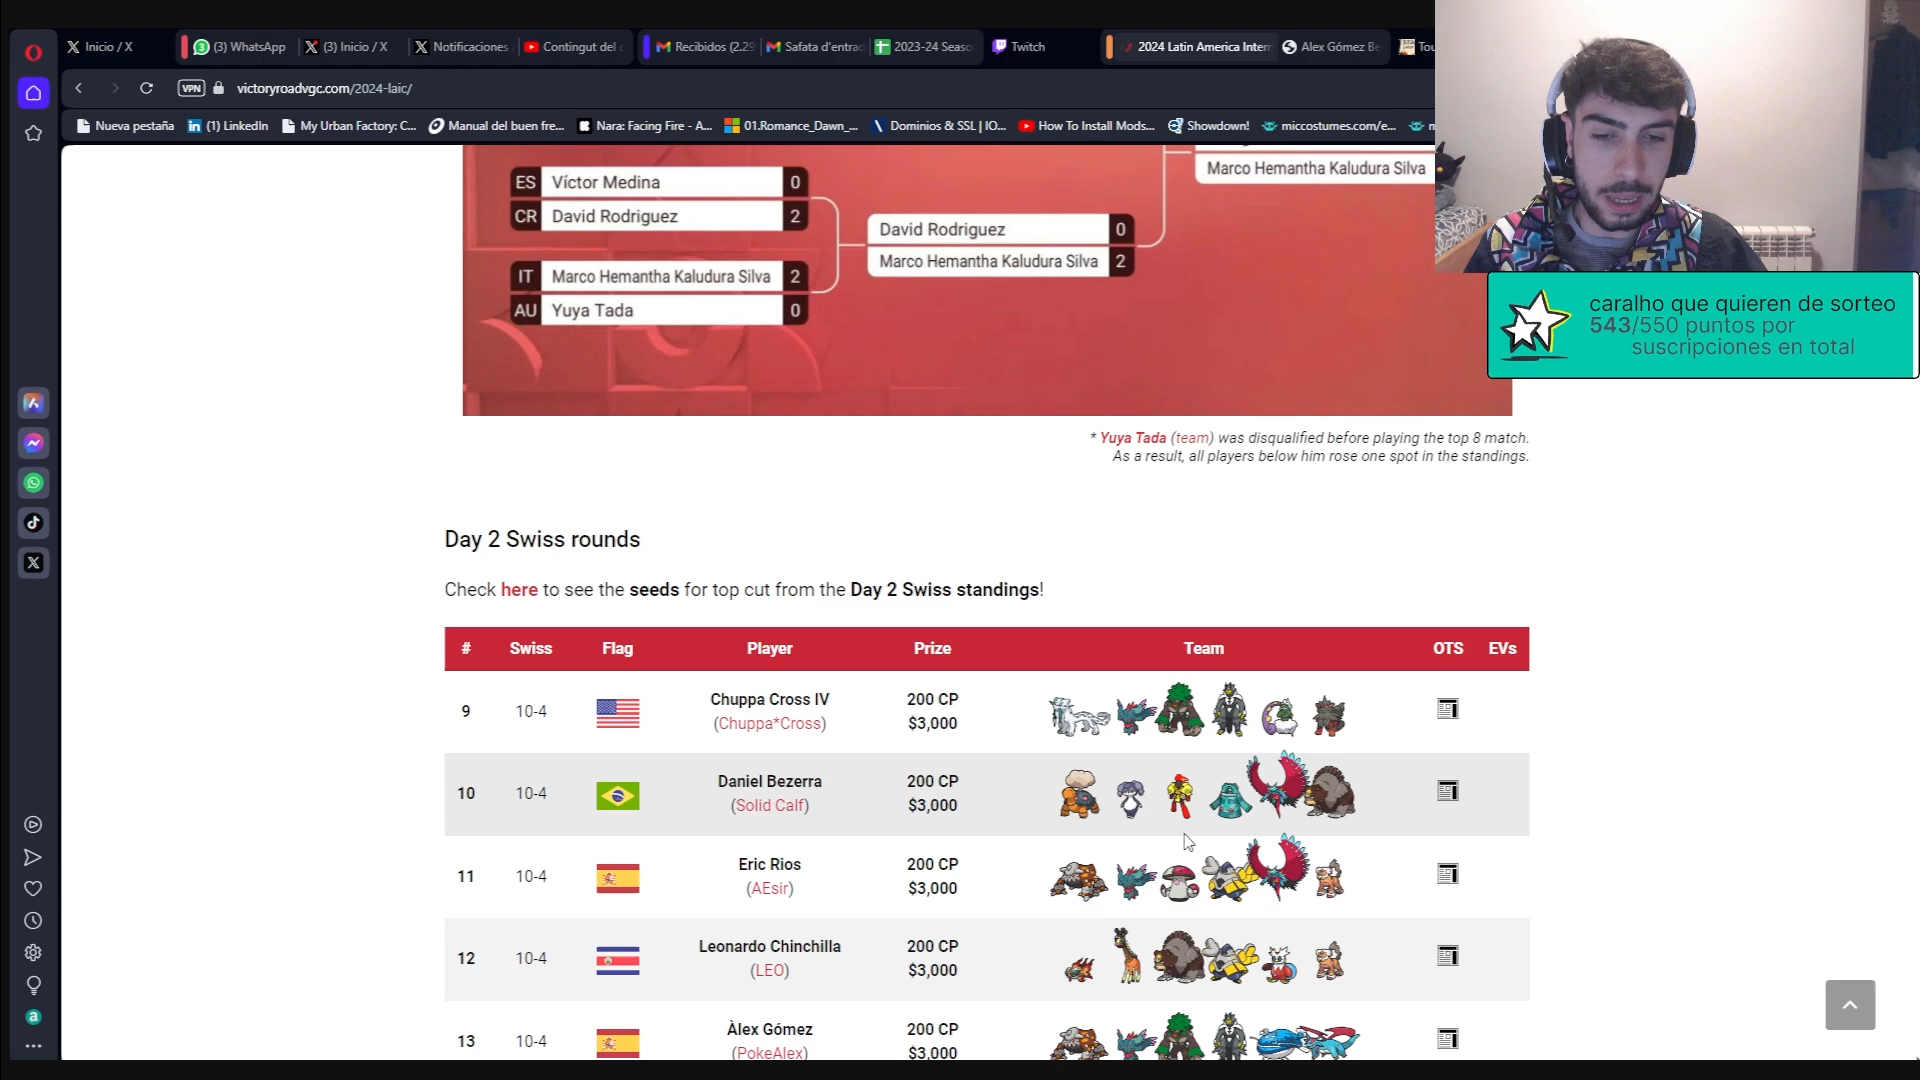 Inicio / X
(3) WhatsApp
(3) Inicio / X
Notificaciones
Contingut del c
Recibidos (2.29
Safata d'entrad
2023-24 Seaso
Twitch
2024 Latin America Intern
Alex Gómez Be
Tou
VPN
victoryroadvgc.com/2024-laic/
Nueva pestaña
(1) LinkedIn
My Urban Factory: C...
Manual del buen fre...
Nara: Facing Fire - A...
01.Romance_Dawn_...
Dominios & SSL | IO...
How To Install Mods...
Showdown!
miccostumes.com/e...
ES Víctor Medina 0
CR David Rodriguez 2
IT Marco Hemantha Kaludura Silva 2
AU Yuya Tada 0
David Rodriguez 0
Marco Hemantha Kaludura Silva 2
Marco Hemantha Kaludura Silva
caralho que quieren de sorteo
543/550 puntos por
suscripciones en total
* Yuya Tada (team) was disqualified before playing the top 8 match.
As a result, all players below him rose one spot in the standings.
Day 2 Swiss rounds
Check here to see the seeds for top cut from the Day 2 Swiss standings!
# Swiss Flag Player Prize Team OTS EVs
9 10-4 Chuppa Cross IV (Chuppa*Cross) 200 CP $3,000
10 10-4 Daniel Bezerra (Solid Calf) 200 CP $3,000
11 10-4 Eric Rios (AEsir) 200 CP $3,000
12 10-4 Leonardo Chinchilla (LEO) 200 CP $3,000
13 10-4 Àlex Gómez (PokeAlex) 200 CP $3,000